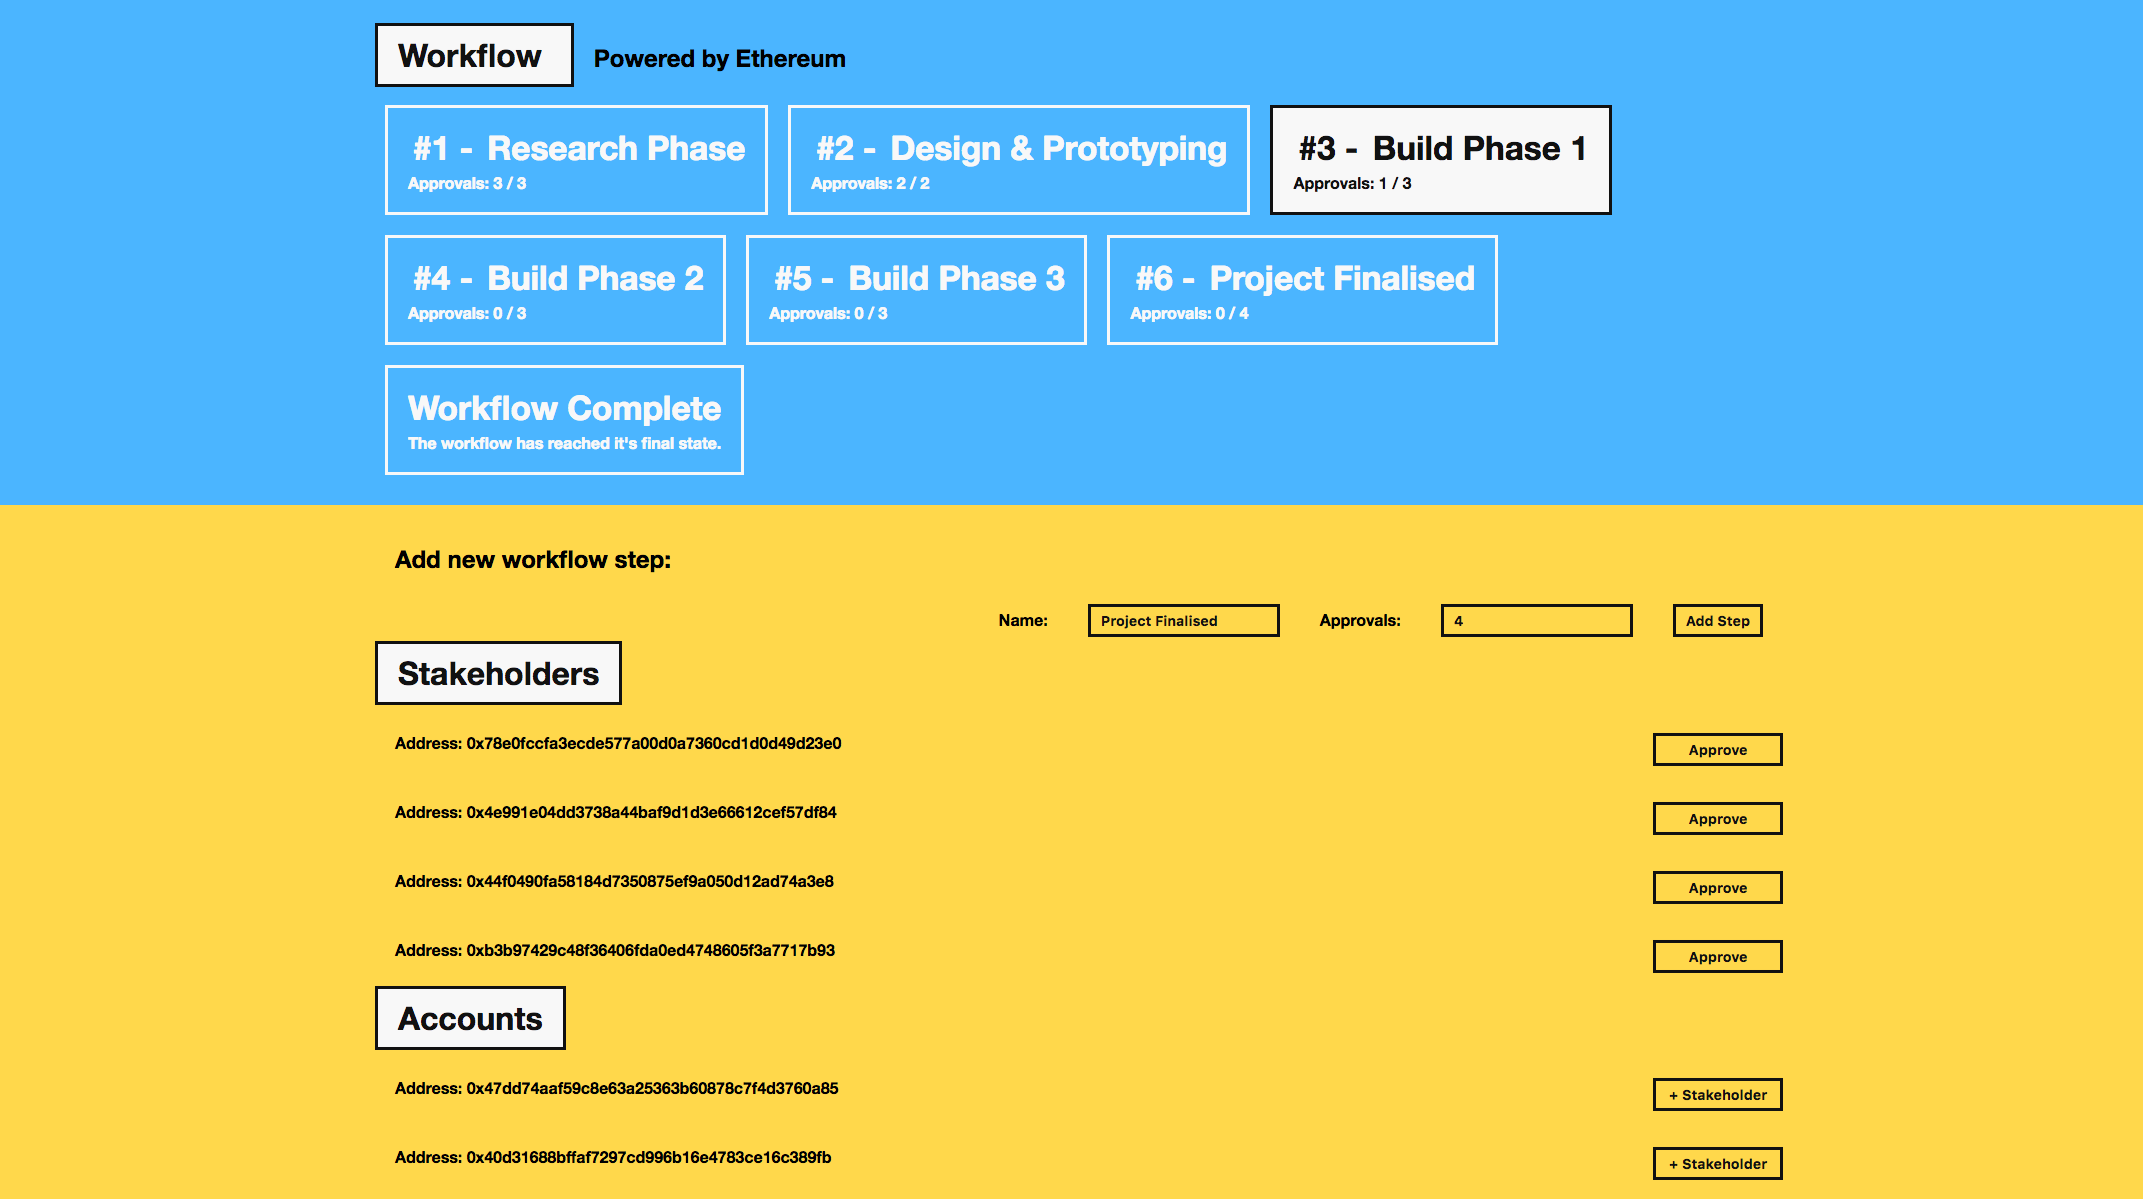 Workflow Powered by Ethereum
#1 - Research Phase
Approvals: 3 / 3
#2 - Design & Prototyping
Approvals: 2 / 2
#3 - Build Phase 1
Approvals: 1 / 3
#4 - Build Phase 2
Approvals: 0 / 3
#5 - Build Phase 3
Approvals: 0 / 3
#6 - Project Finalised
Approvals: 0 / 4
Workflow Complete
The workflow has reached it's final state.
Add new workflow step:
Name: Project Finalised Approvals: 4 Add Step
Stakeholders
Address: 0x78e0fccfa3ecde577a00d0a7360cd1d0d49d23e0 Approve
Address: 0x4e991e04dd3738a44baf9d1d3e66612cef57df84 Approve
Address: 0x44f0490fa58184d7350875ef9a050d12ad74a3e8 Approve
Address: 0xb3b97429c48f36406fda0ed4748605f3a7717b93 Approve
Accounts
Address: 0x47dd74aaf59c8e63a25363b60878c7f4d3760a85 + Stakeholder
Address: 0x40d31688bffaf7297cd996b16e4783ce16c389fb + Stakeholder